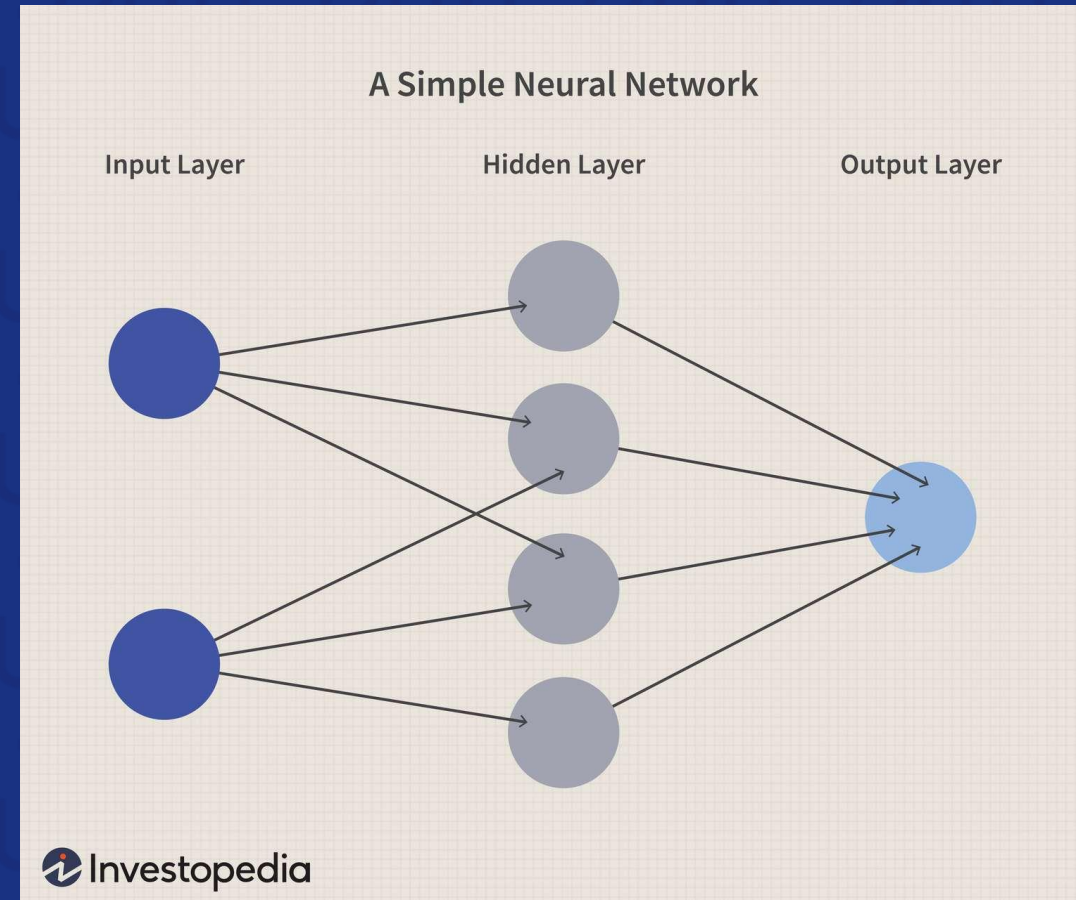 A Simple Neural Network
Input Layer
Hidden Layer
Output Layer
Investopedia